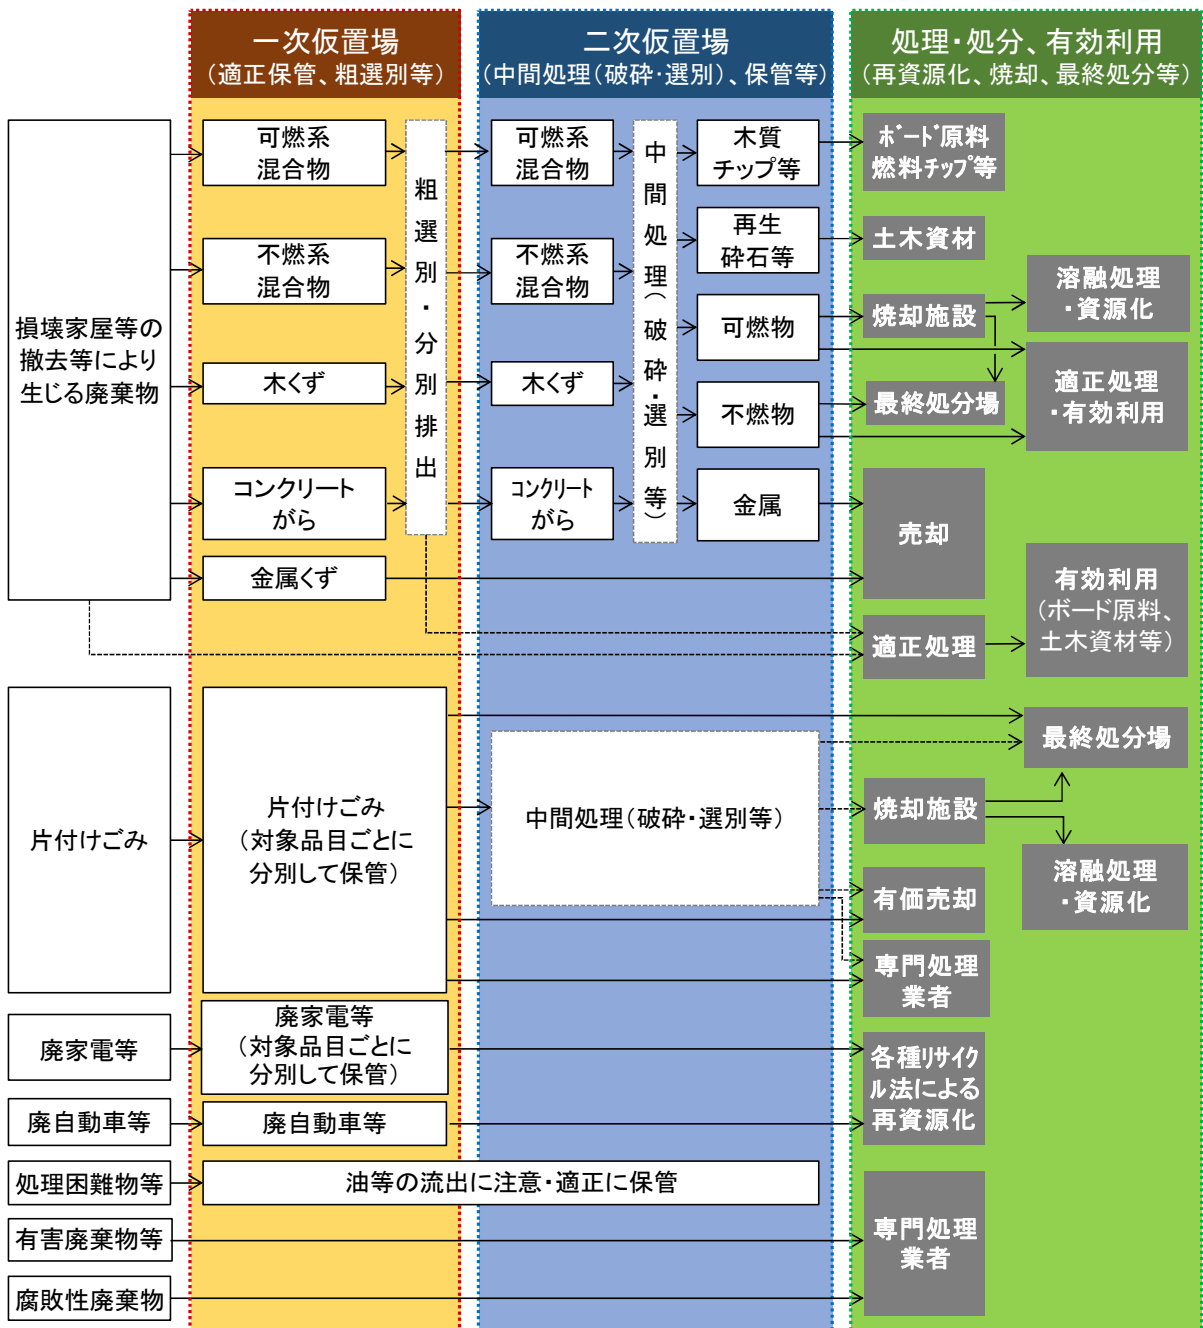 一次仮置場
（適正保管、粗選別等）
二次仮置場
（中間処理（破砕・選別）、保管等）
処理・処分、有効利用
（再資源化、焼却、最終処分等）
損壊家屋等の
撤去等により
生じる廃棄物
可燃系
混合物
不燃系
混合物
木くず
コンクリート
がら
金属くず
粗選別・分別排出
可燃系
混合物
不燃系
混合物
木くず
コンクリート
がら
中間処理（破砕・選別等）
木質
チップ等
再生
砕石等
可燃物
不燃物
金属
ボード原料
燃料チップ等
土木資材
焼却施設
溶融処理
・資源化
最終処分場
適正処理
・有効利用
売却
適正処理
有効利用
（ボード原料、
土木資材等）
片付けごみ
片付けごみ
（対象品目ごとに
分別して保管）
中間処理（破砕・選別等）
最終処分場
焼却施設
溶融処理
・資源化
有価売却
専門処理
業者
廃家電等
廃家電等
（対象品目ごとに
分別して保管）
各種リサイク
ル法による
再資源化
廃自動車等
廃自動車等
処理困難物等
油等の流出に注意・適正に保管
有害廃棄物等
専門処理
業者
腐敗性廃棄物